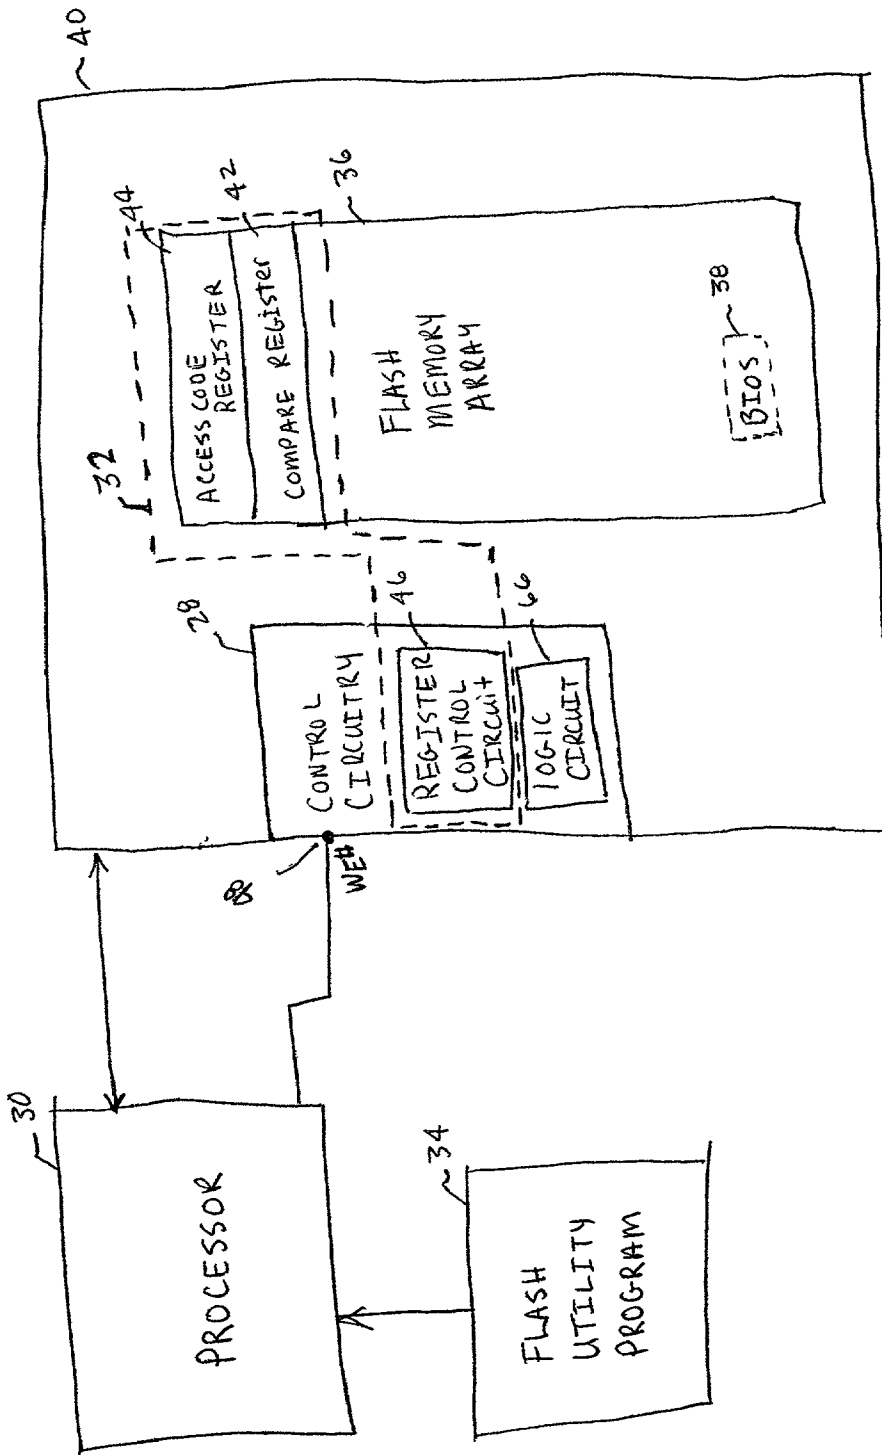 40
32
44
42
36
ACCESS CODE
REGISTER
COMPARE REGISTER
FLASH
MEMORY
ARRAY
BIOS
38
28
CONTROL
CIRCUITRY
46
REGISTER
CONTROL
CIRCUIT
66
LOGIC
CIRCUIT
WE#
30
PROCESSOR
34
FLASH
UTILITY
PROGRAM